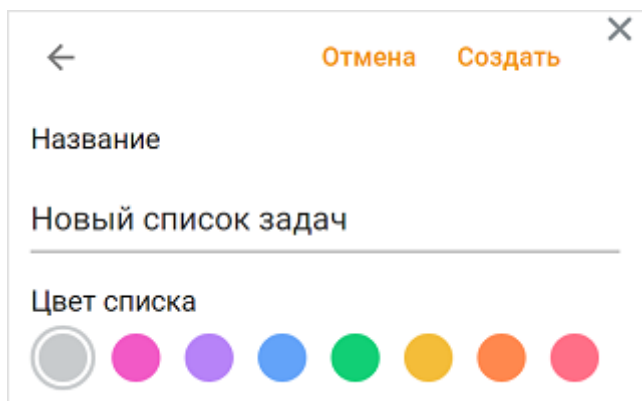 Отмена Создать
Название
Новый список задач
Цвет списка